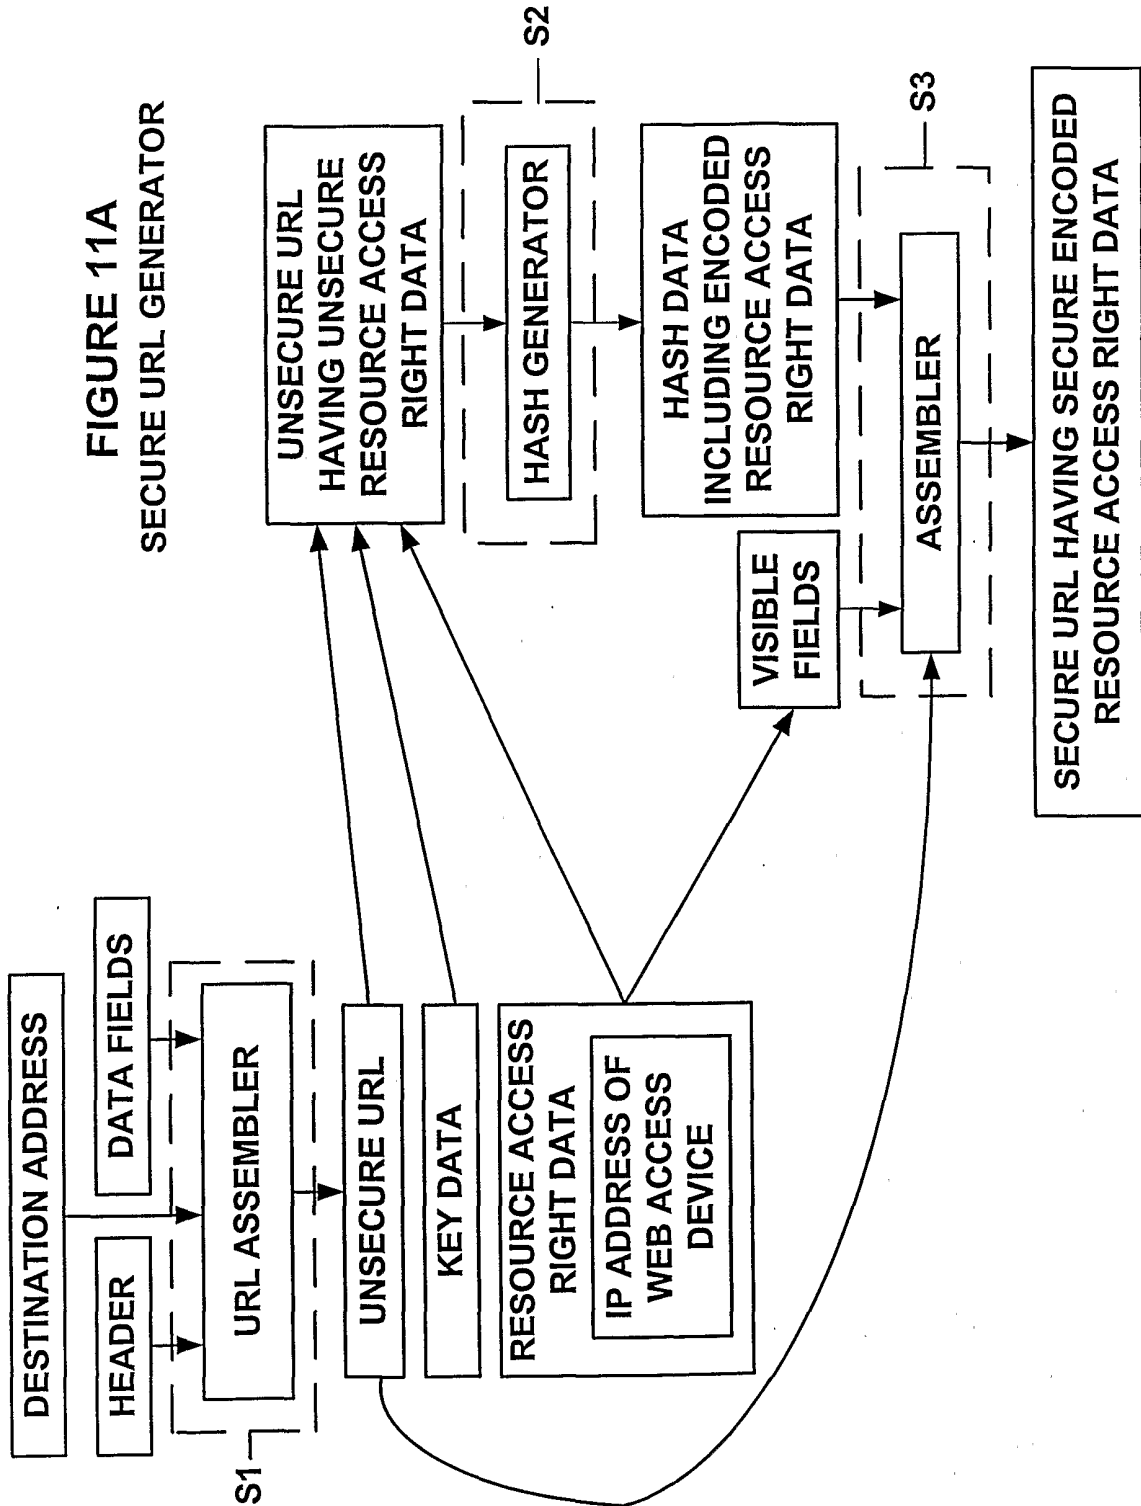 FIGURE 11A
SECURE URL GENERATOR
DESTINATION ADDRESS
HEADER
DATA FIELDS
S1
URL ASSEMBLER
UNSECURE URL
KEY DATA
RESOURCE ACCESS
RIGHT DATA
IP ADDRESS OF
WEB ACCESS
DEVICE
UNSECURE URL
HAVING UNSECURE
RESOURCE ACCESS
RIGHT DATA
S2
HASH GENERATOR
HASH DATA
INCLUDING ENCODED
RESOURCE ACCESS
RIGHT DATA
VISIBLE
FIELDS
S3
ASSEMBLER
SECURE URL HAVING SECURE ENCODED
RESOURCE ACCESS RIGHT DATA